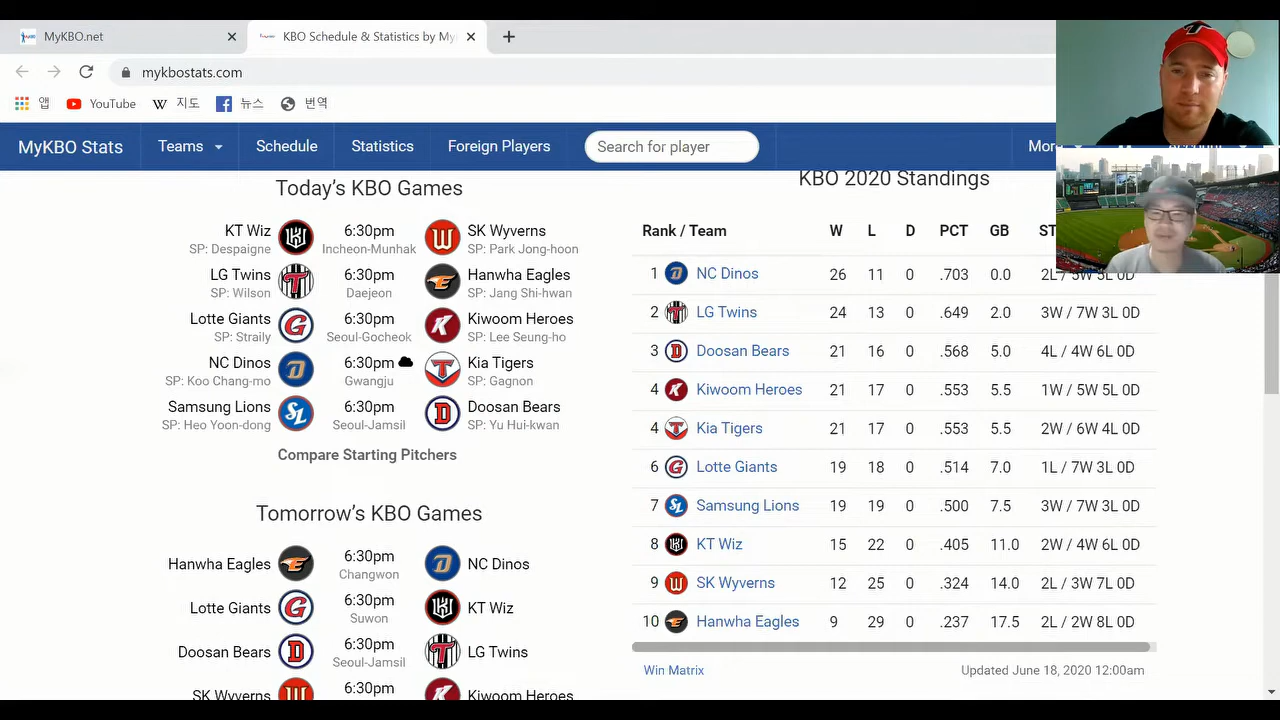 MyKBO.net
KBO Schedule & Statistics by My
mykbostats.com
앱 YouTube 지도 뉴스 번역
MyKBO Stats Teams Schedule Statistics Foreign Players Search for player Mor
Today's KBO Games
KT Wiz 6:30pm SK Wyverns
SP: Despaigne Incheon-Munhak SP: Park Jong-hoon
LG Twins 6:30pm Hanwha Eagles
SP: Wilson Daejeon SP: Jang Shi-hwan
Lotte Giants 6:30pm Kiwoom Heroes
SP: Straily Seoul-Gocheok SP: Lee Seung-ho
NC Dinos 6:30pm Kia Tigers
SP: Koo Chang-mo Gwangju SP: Gagnon
Samsung Lions 6:30pm Doosan Bears
SP: Heo Yoon-dong Seoul-Jamsil SP: Yu Hui-kwan
Compare Starting Pitchers
Tomorrow's KBO Games
Hanwha Eagles 6:30pm NC Dinos
Changwon
Lotte Giants 6:30pm KT Wiz
Suwon
Doosan Bears 6:30pm LG Twins
Seoul-Jamsil
SK Wyverns 6:30pm Kiwoom Heroes
KBO 2020 Standings
Rank / Team W L D PCT GB ST
1 NC Dinos 26 11 0 .703 0.0 2L / 5W 5L 0D
2 LG Twins 24 13 0 .649 2.0 3W / 7W 3L 0D
3 Doosan Bears 21 16 0 .568 5.0 4L / 4W 6L 0D
4 Kiwoom Heroes 21 17 0 .553 5.5 1W / 5W 5L 0D
4 Kia Tigers 21 17 0 .553 5.5 2W / 6W 4L 0D
6 Lotte Giants 19 18 0 .514 7.0 1L / 7W 3L 0D
7 Samsung Lions 19 19 0 .500 7.5 3W / 7W 3L 0D
8 KT Wiz 15 22 0 .405 11.0 2W / 4W 6L 0D
9 SK Wyverns 12 25 0 .324 14.0 2L / 3W 7L 0D
10 Hanwha Eagles 9 29 0 .237 17.5 2L / 2W 8L 0D
Win Matrix Updated June 18, 2020 12:00am